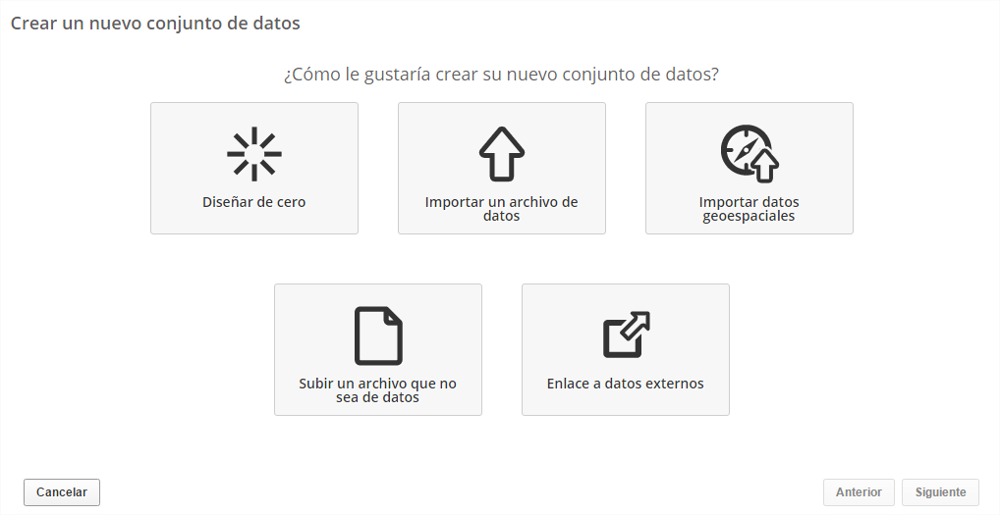 Crear un nuevo conjunto de datos
¿Cómo le gustaría crear su nuevo conjunto de datos?
Diseñar de cero
Importar un archivo de
datos
Importar datos
geoespaciales
Subir un archivo que no
sea de datos
Enlace a datos externos
Cancelar
Anterior
Siguiente